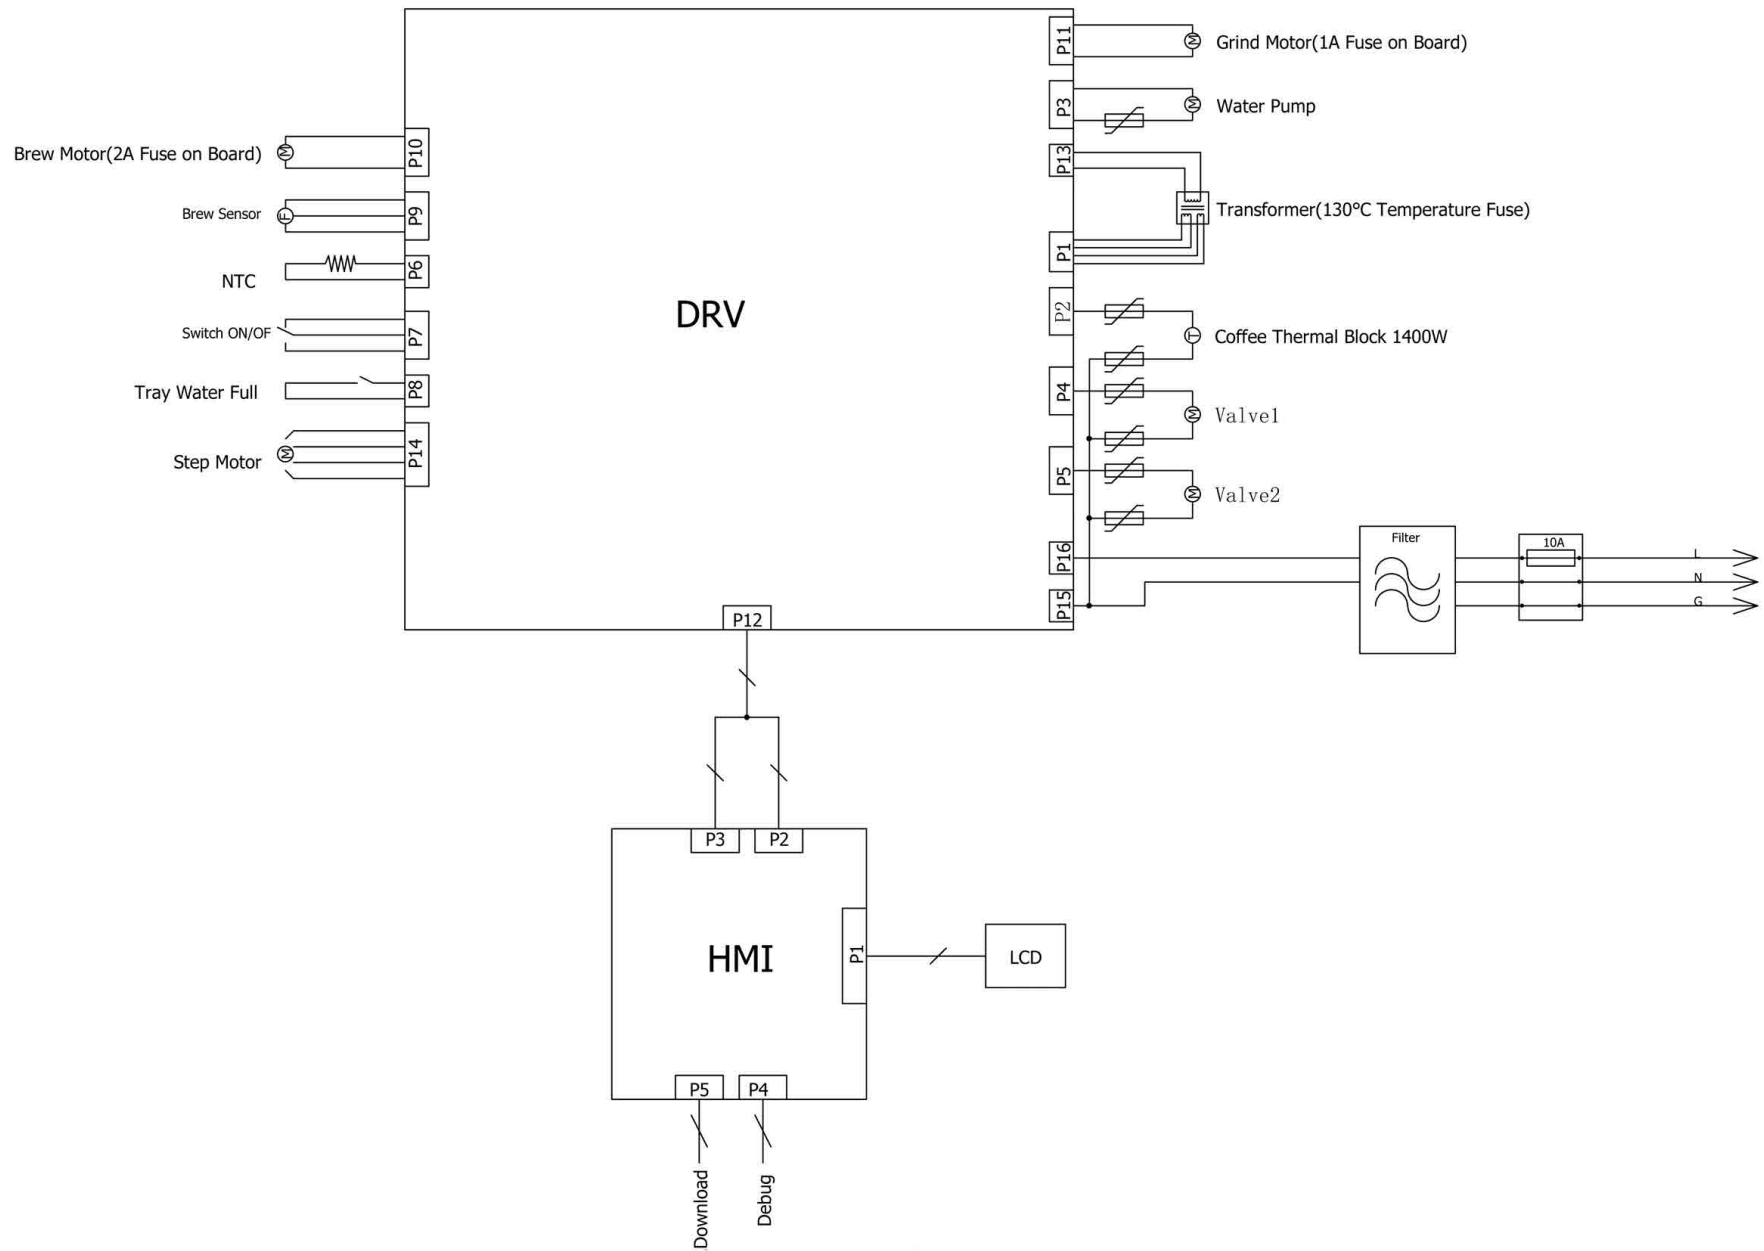 P11
Grind Motor(1A Fuse on Board)
M
P3
Water Pump
M
Brew Motor(2A Fuse on Board)
M
P10
P13
Brew Sensor
F
P9
Transformer(130°C Temperature Fuse)
P1
NTC
P6
DRV
P2
Switch ON/OF
P7
T
Coffee Thermal Block 1400W
Tray Water Full
P8
P4
M
Valve1
Step Motor
M
P14
P5
M
Valve2
P16
Filter
10A
L
N
G
P15
P12
P3
P2
HMI
P1
LCD
P5
P4
Download
Debug